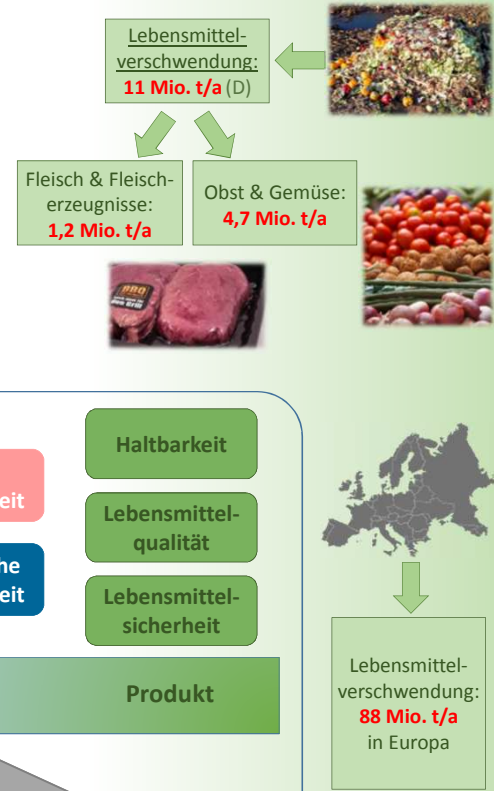 Lebensmittel-
verschwendung:
11 Mio. t/a (D)
Fleisch & Fleisch-
erzeugnisse:
1,2 Mio. t/a
Obst & Gemüse:
4,7 Mio. t/a
BBQ
Haltbarkeit
eit
Lebensmittel-
qualität
he
eit
Lebensmittel-
sicherheit
Produkt
Lebensmittel-
verschwendung:
88 Mio. t/a
in Europa